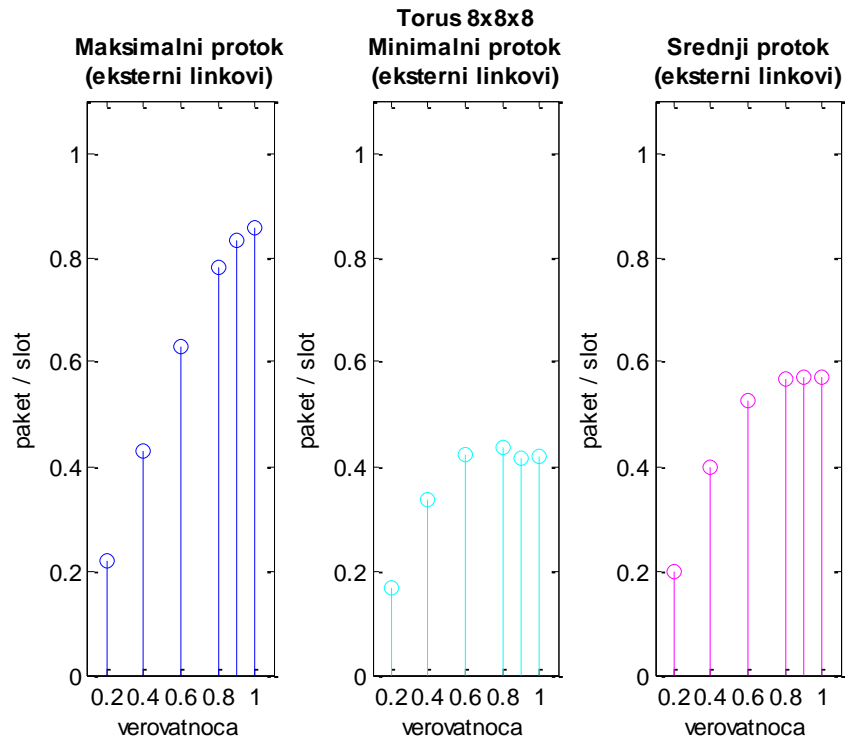 Torus 8x8x8
Maksimalni protok
(eksterni linkovi)
paket / slot
1
0.8
0.6
0.4
0.2
0
0.2 0.4 0.6 0.8 1
verovatnoca
Minimalni protok
(eksterni linkovi)
paket / slot
1
0.8
0.6
0.4
0.2
0
0.2 0.4 0.6 0.8 1
verovatnoca
Srednji protok
(eksterni linkovi)
paket / slot
1
0.8
0.6
0.4
0.2
0
0.2 0.4 0.6 0.8 1
verovatnoca